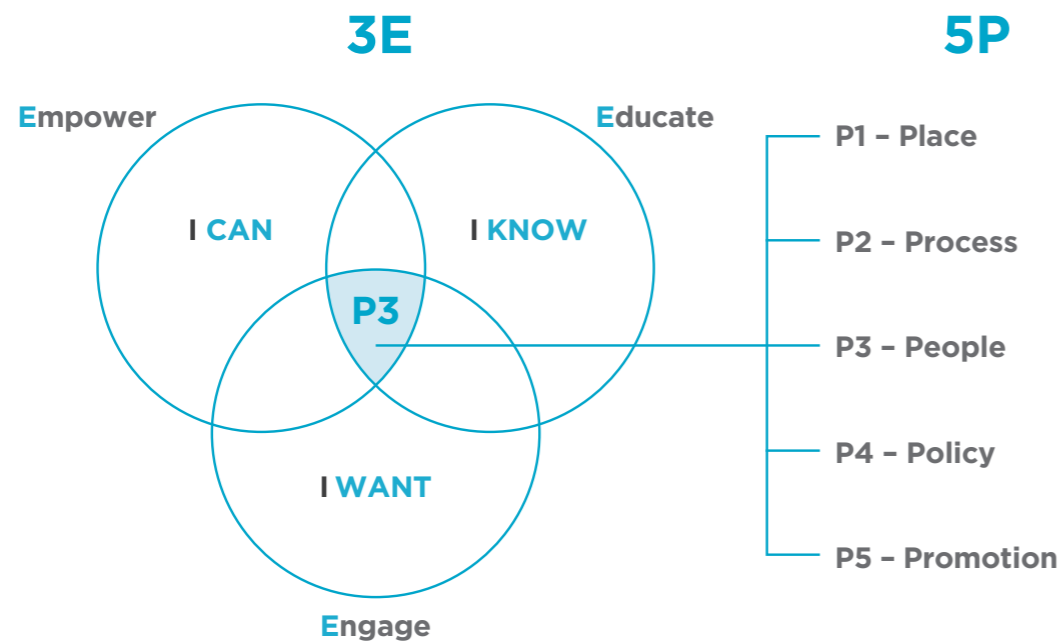 3E
5P
Empower
Educate
I CAN
I KNOW
P3
I WANT
Engage
P1 – Place
P2 – Process
P3 – People
P4 – Policy
P5 – Promotion